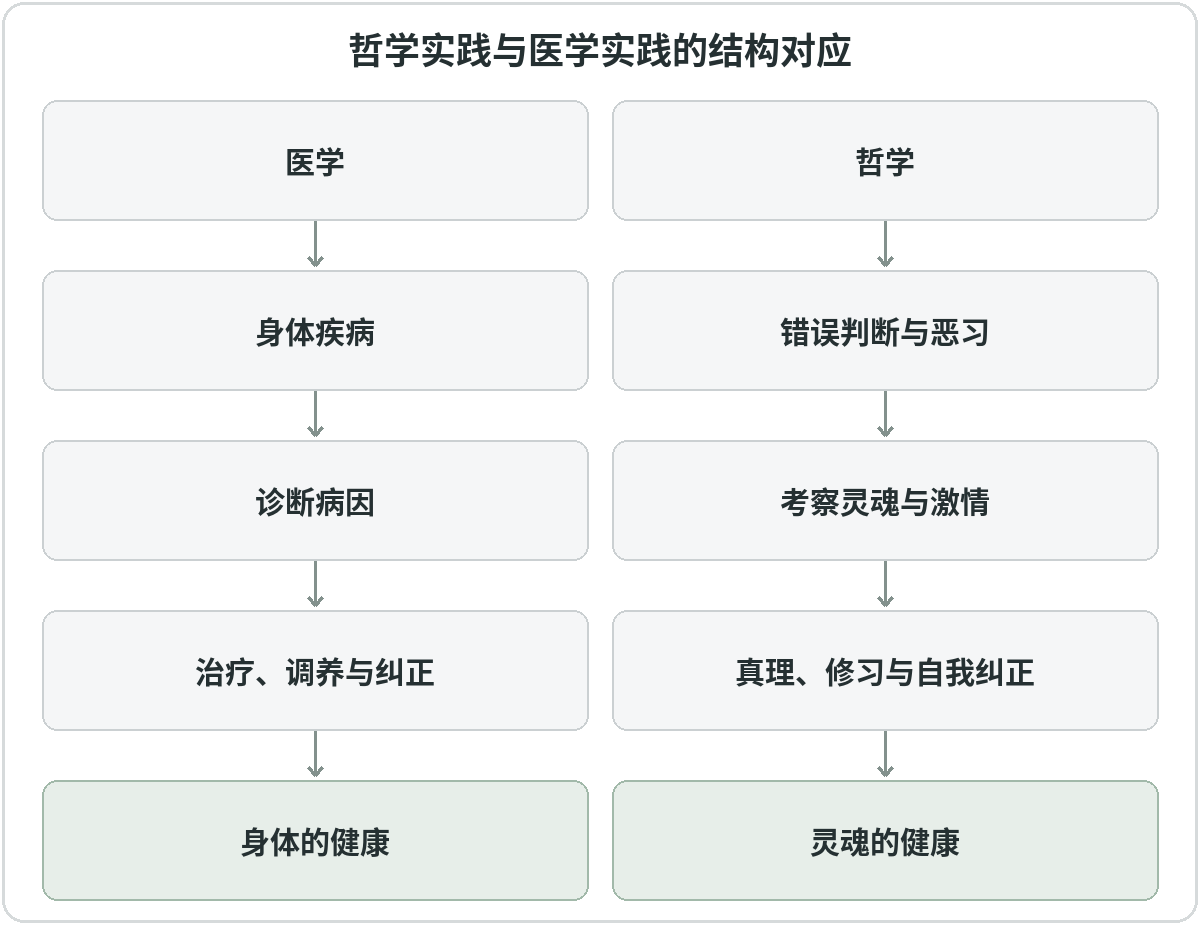 哲学实践与医学实践的结构对应
医学
哲学
身体疾病
错误判断与恶习
诊断病因
考察灵魂与激情
治疗、调养与纠正
真理、修习与自我纠正
身体的健康
灵魂的健康